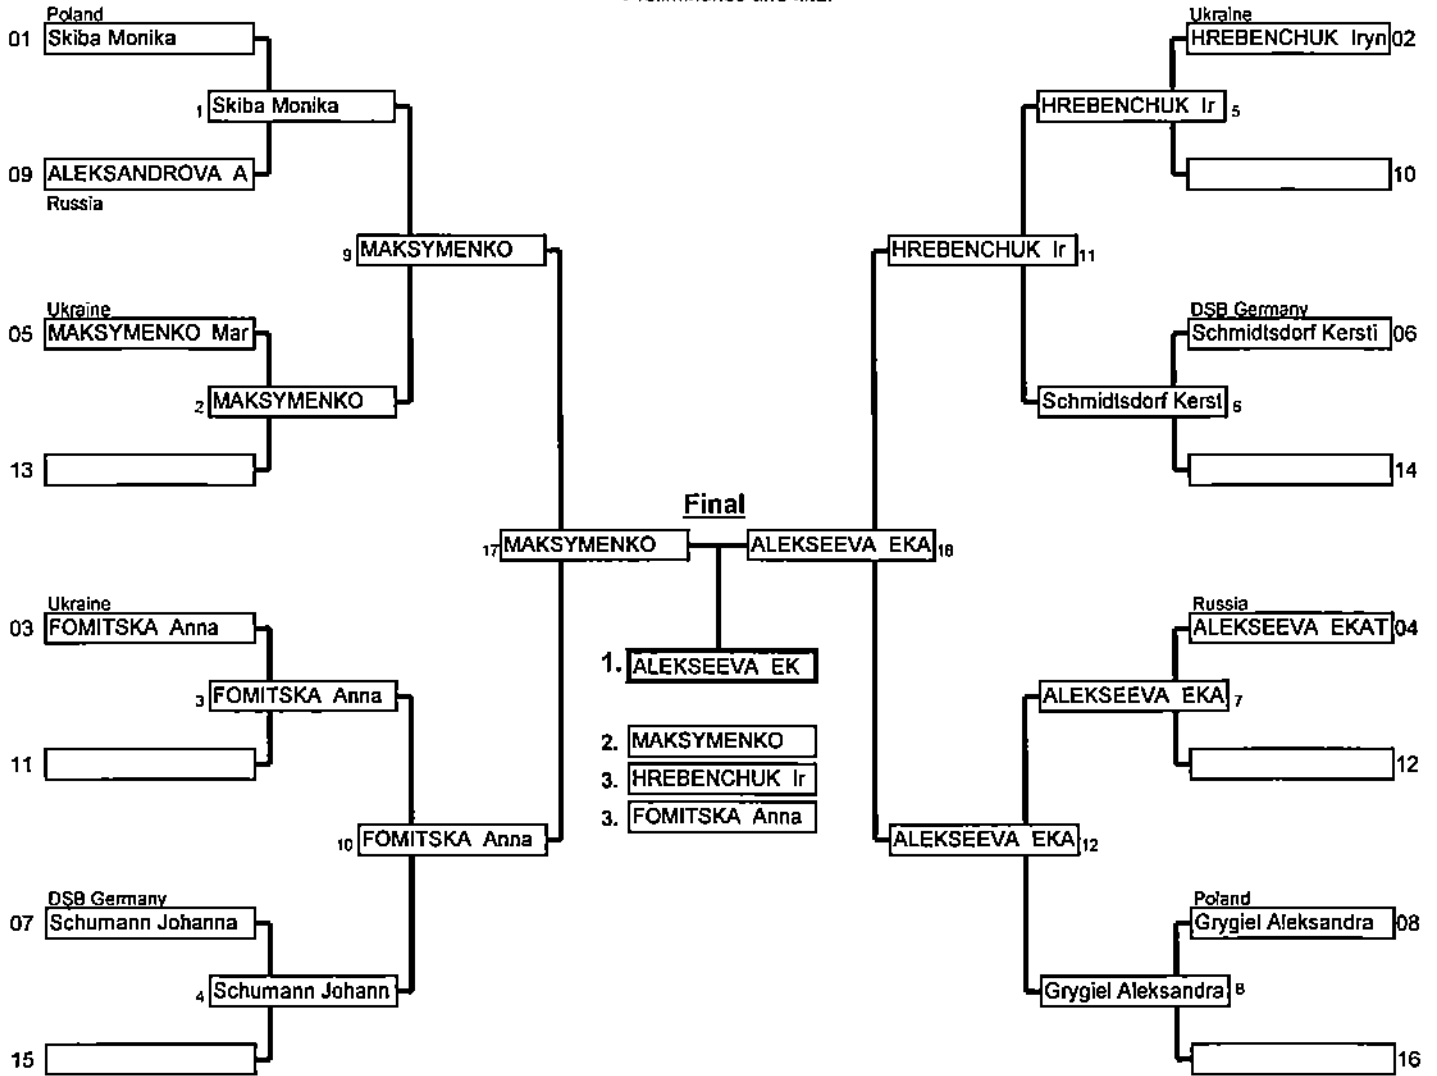 Poland
01 Skiba Monika
1 Skiba Monika
09 ALEKSANDROVA A
Russia
9 MAKSYMENKO
Ukraine
05 MAKSYMENKO Mar
2 MAKSYMENKO
13
17 MAKSYMENKO
Ukraine
03 FOMITSKA Anna
3 FOMITSKA Anna
11
10 FOMITSKA Anna
DSB Germany
07 Schumann Johanna
4 Schumann Johann
15
Final
1. ALEKSEEVA EK
2. MAKSYMENKO
3. HREBENCHUK Ir
3. FOMITSKA Anna
Ukraine
HREBENCHUK Iryn 02
HREBENCHUK Ir 5
10
HREBENCHUK Ir 11
DSB Germany
Schmidtsdorf Kersti 06
Schmidtsdorf Kerst 6
14
ALEKSEEVA EKA 18
Russia
ALEKSEEVA EKAT 04
ALEKSEEVA EKA 7
12
ALEKSEEVA EKA 12
Poland
Grygiel Aleksandra 08
Grygiel Aleksandra 8
16